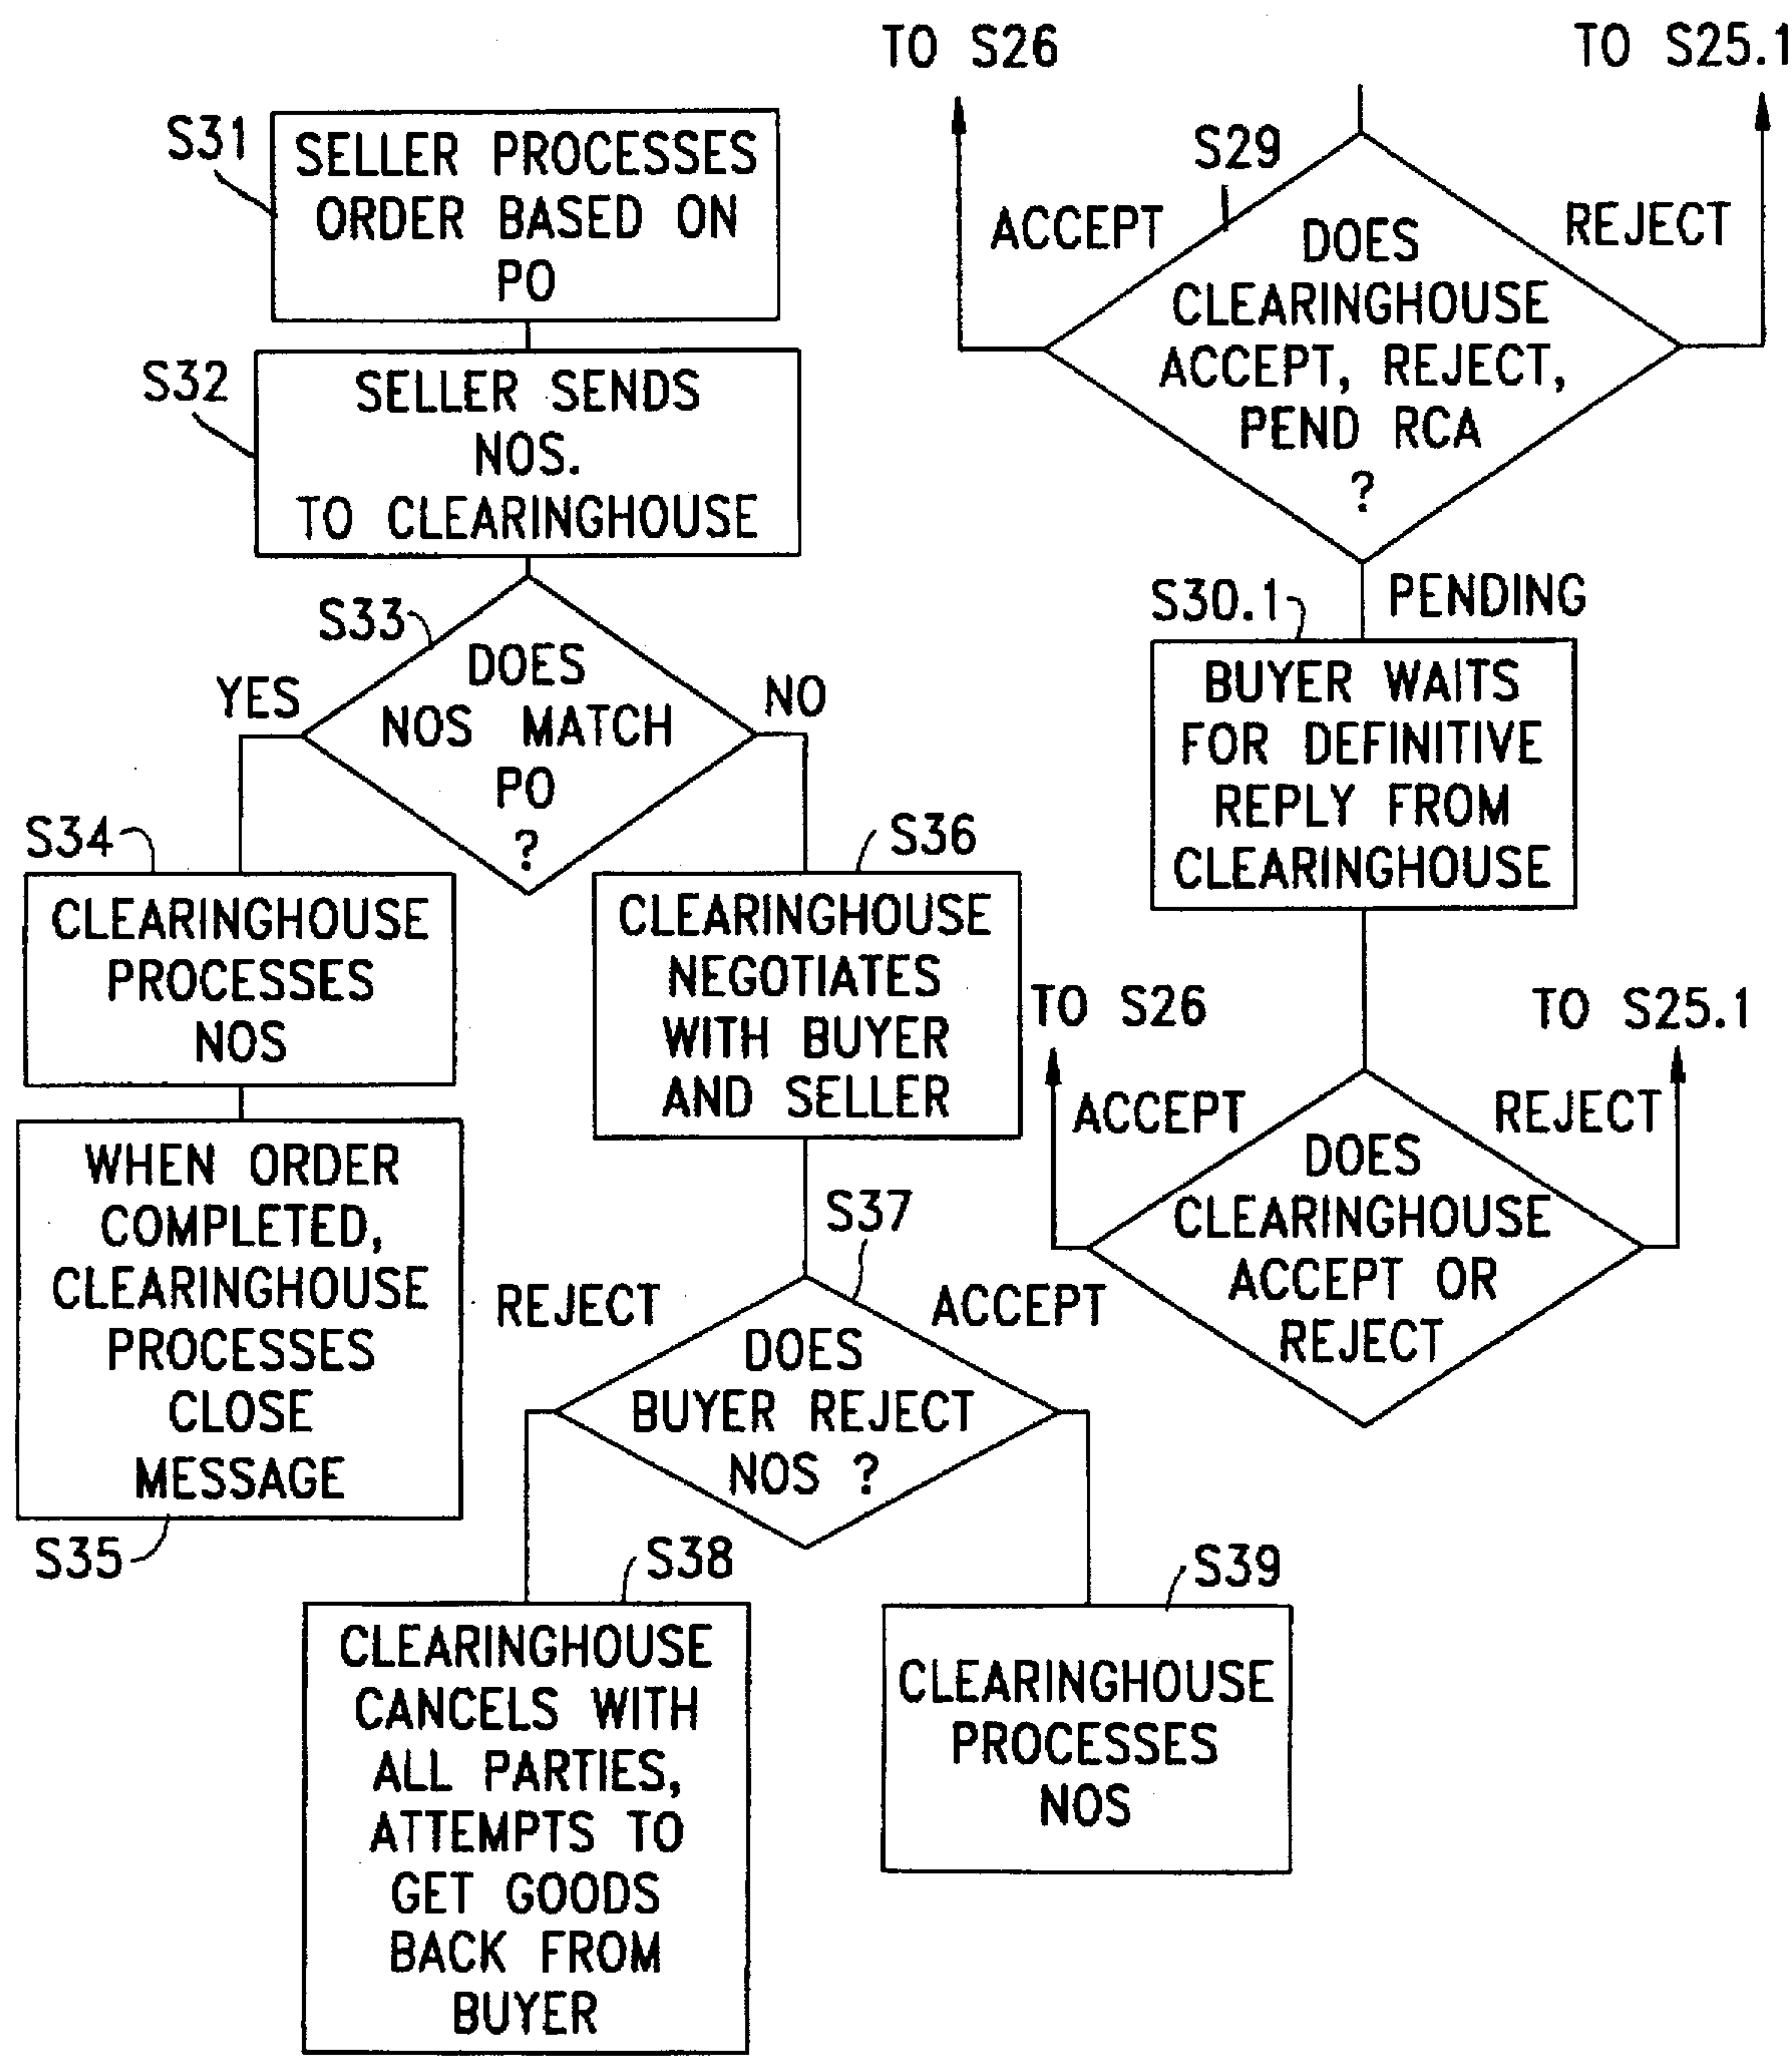 S31
SELLER PROCESSES
ORDER BASED ON
PO
S32
SELLER SENDS
NOS.
TO CLEARINGHOUSE
S33
DOES
NOS MATCH
PO
?
YES
NO
S34
CLEARINGHOUSE
PROCESSES
NOS
WHEN ORDER
COMPLETED,
CLEARINGHOUSE
PROCESSES
CLOSE
MESSAGE
S35
S36
CLEARINGHOUSE
NEGOTIATES
WITH BUYER
AND SELLER
S37
REJECT
ACCEPT
DOES
BUYER REJECT
NOS ?
S38
CLEARINGHOUSE
CANCELS WITH
ALL PARTIES,
ATTEMPTS TO
GET GOODS
BACK FROM
BUYER
S39
CLEARINGHOUSE
PROCESSES
NOS
TO S26
TO S25.1
S29
ACCEPT
REJECT
DOES
CLEARINGHOUSE
ACCEPT, REJECT,
PEND RCA
?
S30.1
PENDING
BUYER WAITS
FOR DEFINITIVE
REPLY FROM
CLEARINGHOUSE
TO S26
TO S25.1
ACCEPT
REJECT
DOES
CLEARINGHOUSE
ACCEPT OR
REJECT